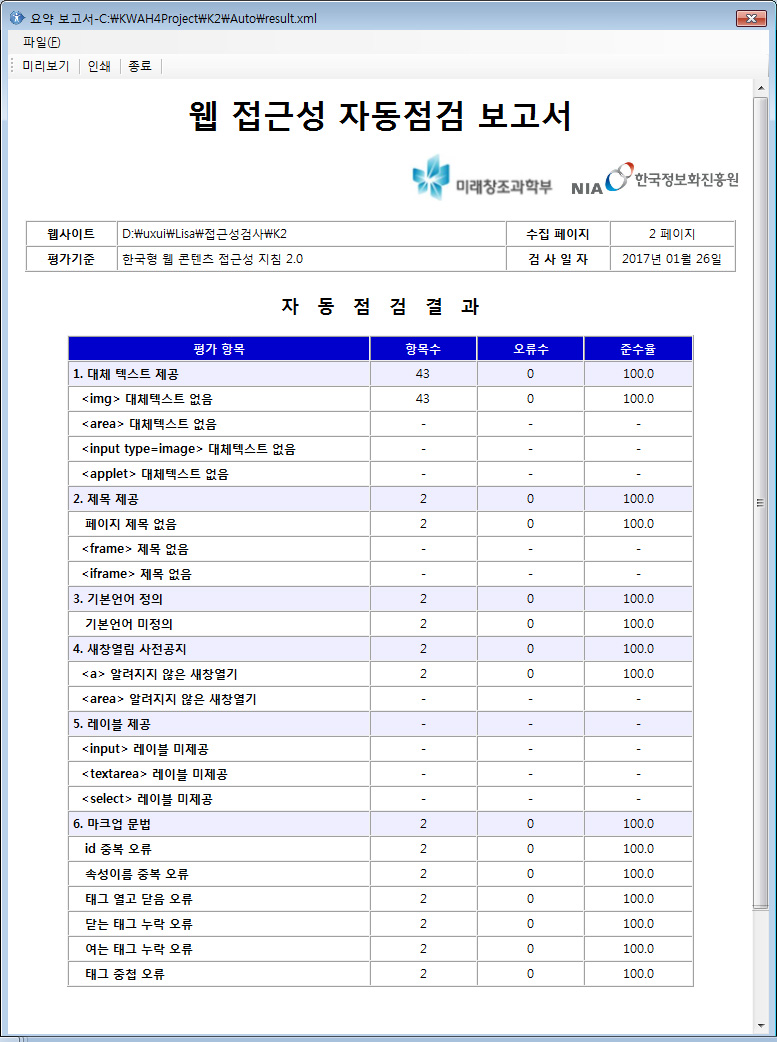 요약 보고서-C:\KWAH4Project\K2\Auto\result.xml
파일(F)
미리보기 인쇄 종료
웹 접근성 자동점검 보고서
미래창조과학부 NIA 한국정보화진흥원
웹사이트 D:\uxui\Lisa\접근성검사\K2 수집 페이지 2 페이지
평가기준 한국형 웹 콘텐츠 접근성 지침 2.0 검 사 일 자 2017년 01월 26일
자 동 점 검 결 과
평가 항목 항목수 오류수 준수율
1. 대체 텍스트 제공 43 0 100.0
<img> 대체텍스트 없음 43 0 100.0
<area> 대체텍스트 없음 - - -
<input type=image> 대체텍스트 없음 - - -
<applet> 대체텍스트 없음 - - -
2. 제목 제공 2 0 100.0
페이지 제목 없음 2 0 100.0
<frame> 제목 없음 - - -
<iframe> 제목 없음 - - -
3. 기본언어 정의 2 0 100.0
기본언어 미정의 2 0 100.0
4. 새창열림 사전공지 2 0 100.0
<a> 알려지지 않은 새창열기 2 0 100.0
<area> 알려지지 않은 새창열기 - - -
5. 레이블 제공 - - -
<input> 레이블 미제공 - - -
<textarea> 레이블 미제공 - - -
<select> 레이블 미제공 - - -
6. 마크업 문법 2 0 100.0
id 중복 오류 2 0 100.0
속성이름 중복 오류 2 0 100.0
태그 열고 닫음 오류 2 0 100.0
닫는 태그 누락 오류 2 0 100.0
여는 태그 누락 오류 2 0 100.0
태그 중첩 오류 2 0 100.0